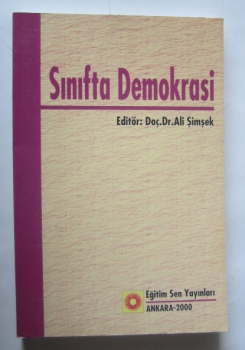 Sınıfta Demokrasi
Editör: Doç.Dr.Ali Şimşek
Eğitim Sen Yayınları
ANKARA-2000